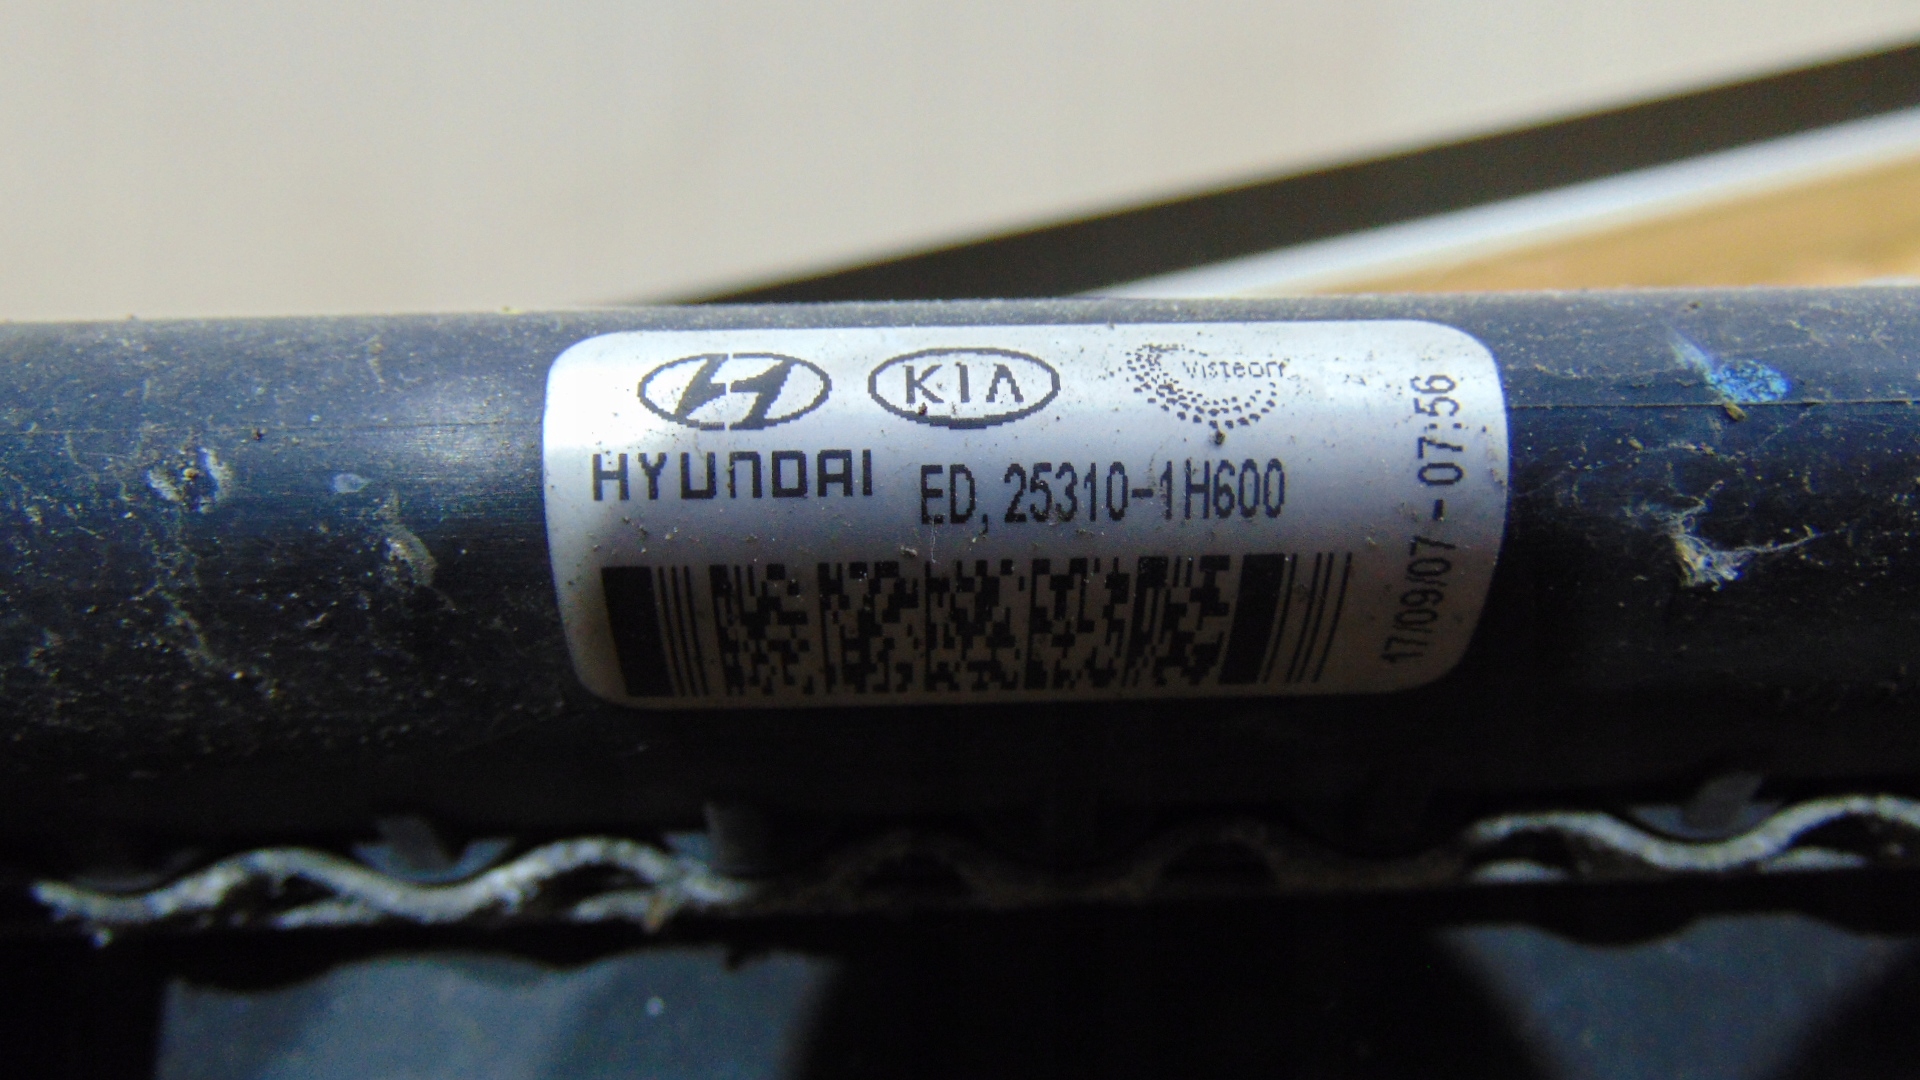 KIA
Visteon
HYUNDAI
ED, 25310-1H600
17/09/07-07:56